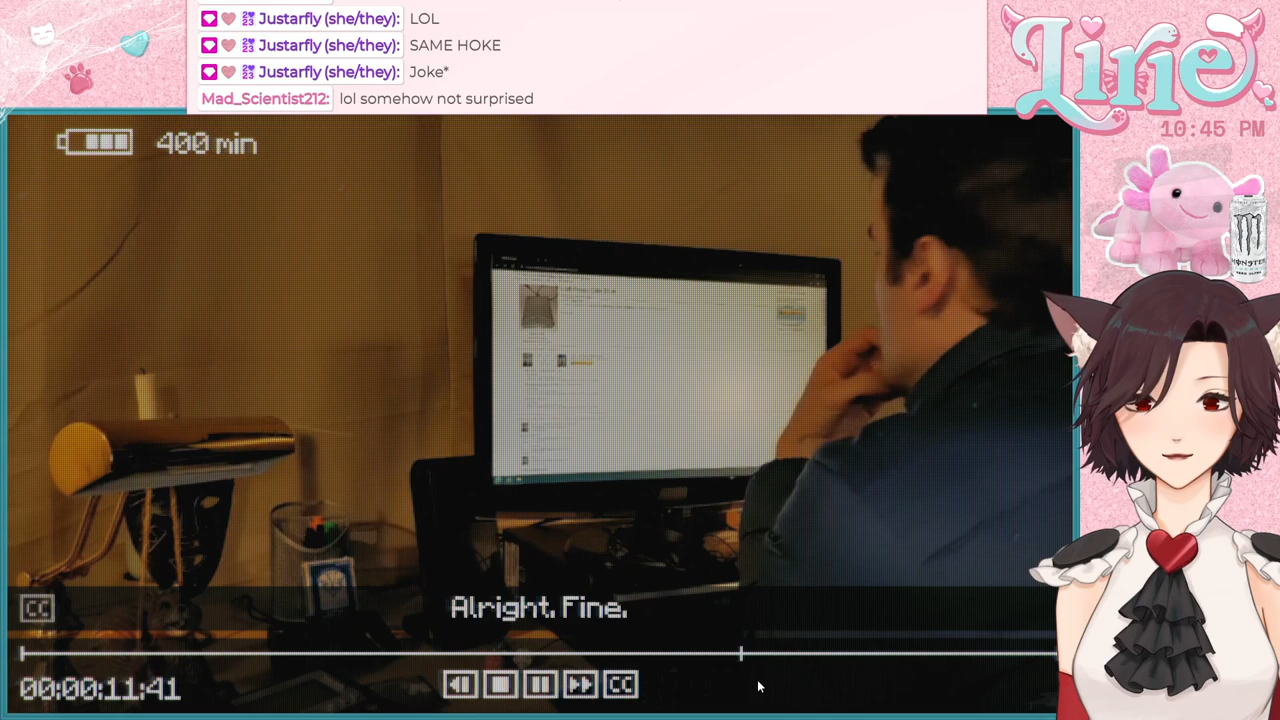 Justarfly (she/they): LOL
Justarfly (she/they): SAME HOKE
Justarfly (she/they): Joke*
Mad_Scientist212: lol somehow not surprised
Lirie
10:45 PM
400 min
MONSTER
CC
Alright. Fine.
00:00:11:41
CC